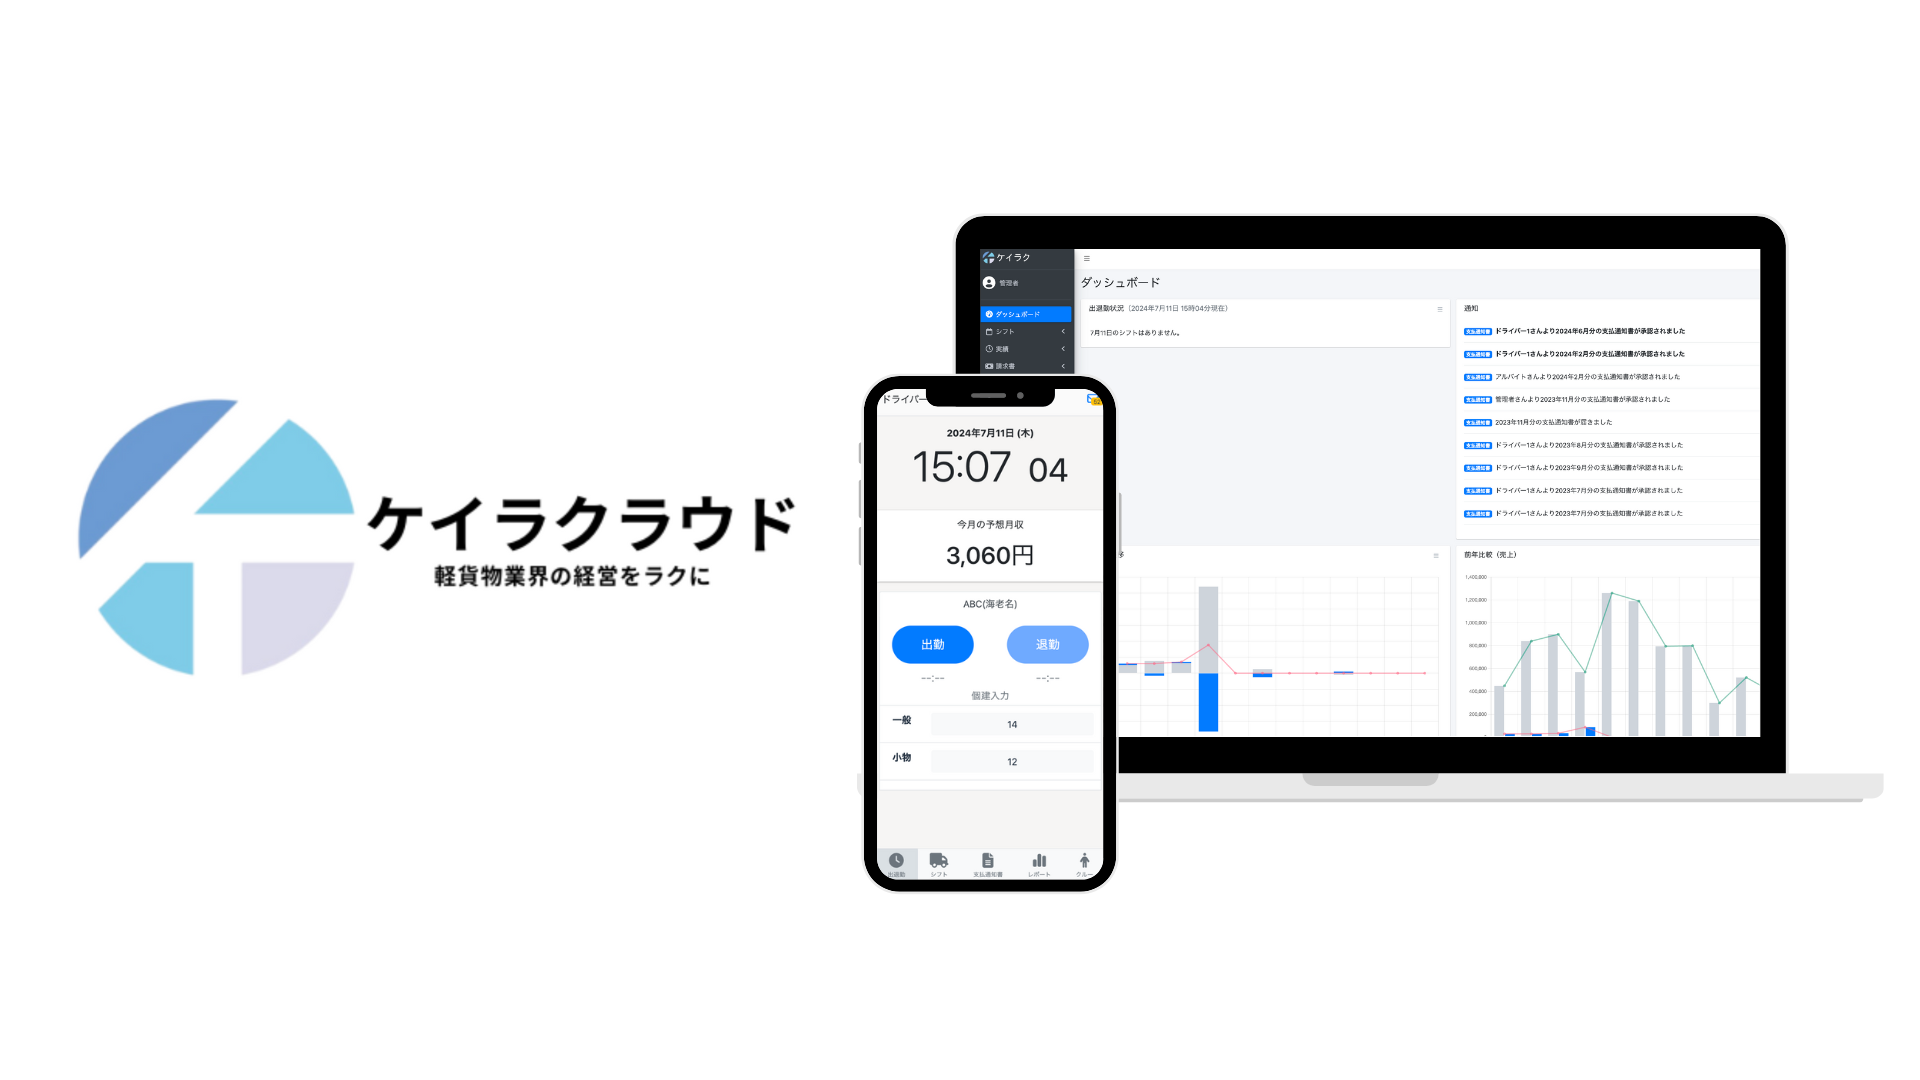 ケイラクラウド
軽貨物業界の経営をラクに
ケイラク
管理者
ダッシュボード
シフト
実績
請求書
ダッシュボード
出退勤状況（2024年7月11日 15時04分現在）
7月11日のシフトはありません。
通知
支払通知書 ドライバー1さんより2024年6月分の支払通知書が承認されました
支払通知書 ドライバー1さんより2024年2月分の支払通知書が承認されました
支払通知書 アルバイトさんより2024年2月分の支払通知書が承認されました
支払通知書 管理者さんより2023年11月分の支払通知書が承認されました
支払通知書 2023年11月分の支払通知書が届きました
支払通知書 ドライバー1さんより2023年8月分の支払通知書が承認されました
支払通知書 ドライバー1さんより2023年9月分の支払通知書が承認されました
支払通知書 ドライバー1さんより2023年7月分の支払通知書が承認されました
支払通知書 ドライバー1さんより2023年7月分の支払通知書が承認されました
前年比較（売上）
1,400,000
1,200,000
1,000,000
800,000
600,000
400,000
200,000
ドライバー
52
2024年7月11日 (木)
15:07 04
今月の予想月収
3,060円
ABC(海老名)
出勤 退勤
--:-- --:--
個建入力
一般 14
小物 12
出退勤 シフト 支払通知書 レポート クルー